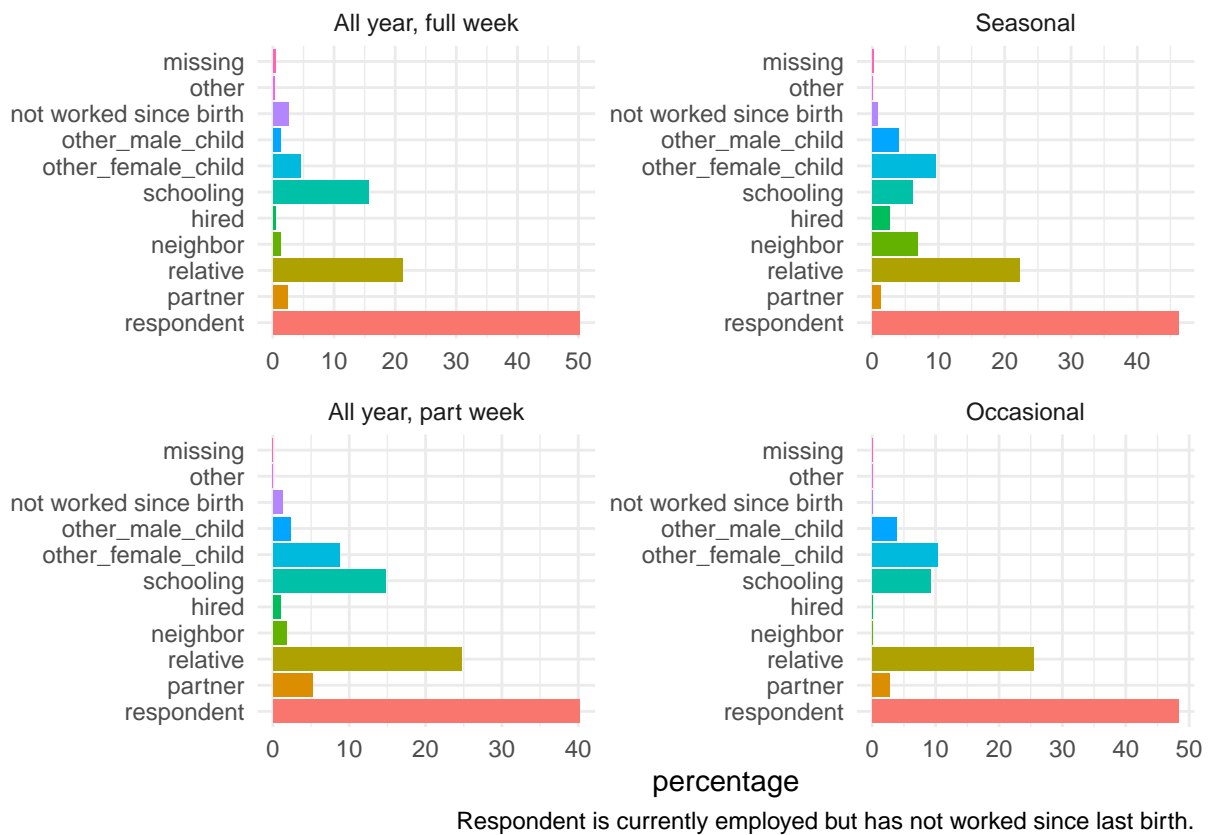 All year, full week
Seasonal
missing
other
not worked since birth
other_male_child
other_female_child
schooling
hired
neighbor
relative
partner
respondent
0 10 20 30 40 50
missing
other
not worked since birth
other_male_child
other_female_child
schooling
hired
neighbor
relative
partner
respondent
0 10 20 30 40
All year, part week
Occasional
missing
other
not worked since birth
other_male_child
other_female_child
schooling
hired
neighbor
relative
partner
respondent
0 10 20 30 40
missing
other
not worked since birth
other_male_child
other_female_child
schooling
hired
neighbor
relative
partner
respondent
0 10 20 30 40 50
percentage
Respondent is currently employed but has not worked since last birth.